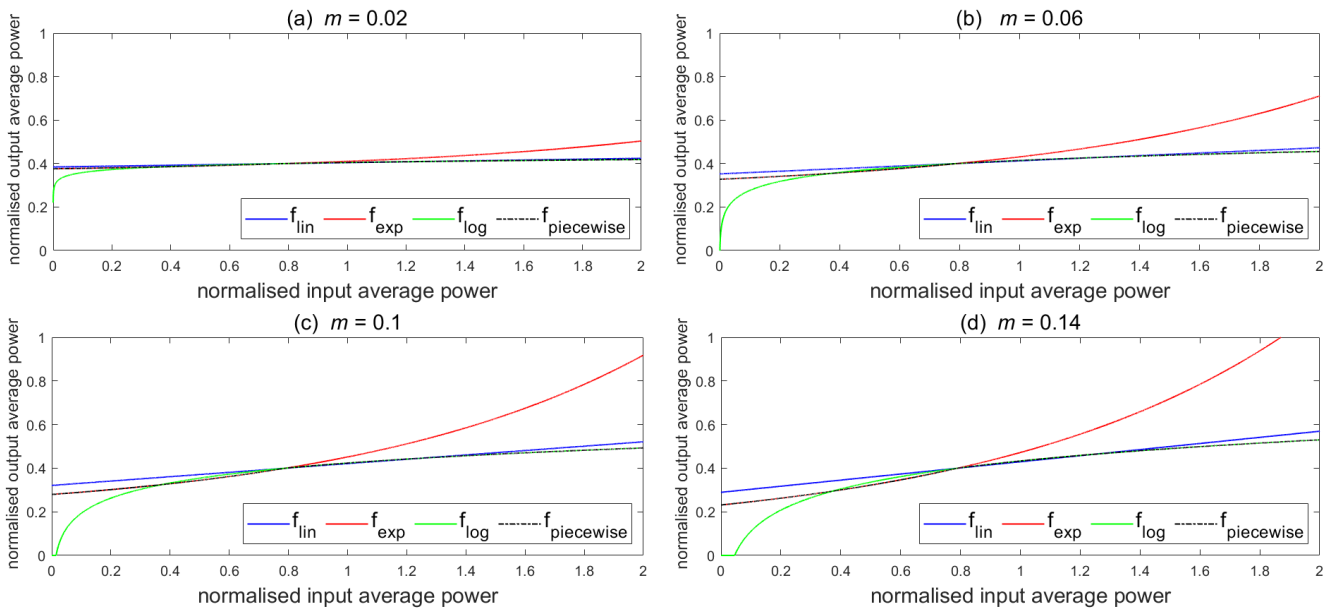 (a) m = 0.02
normalised output average power
1
0.8
0.6
0.4
0.2
0
f_lin f_exp f_log f_piecewise
0 0.2 0.4 0.6 0.8 1 1.2 1.4 1.6 1.8 2
normalised input average power
(b) m = 0.06
normalised output average power
1
0.8
0.6
0.4
0.2
0
f_lin f_exp f_log f_piecewise
0 0.2 0.4 0.6 0.8 1 1.2 1.4 1.6 1.8 2
normalised input average power
(c) m = 0.1
normalised output average power
1
0.8
0.6
0.4
0.2
0
f_lin f_exp f_log f_piecewise
0 0.2 0.4 0.6 0.8 1 1.2 1.4 1.6 1.8 2
normalised input average power
(d) m = 0.14
normalised output average power
1
0.8
0.6
0.4
0.2
0
f_lin f_exp f_log f_piecewise
0 0.2 0.4 0.6 0.8 1 1.2 1.4 1.6 1.8 2
normalised input average power